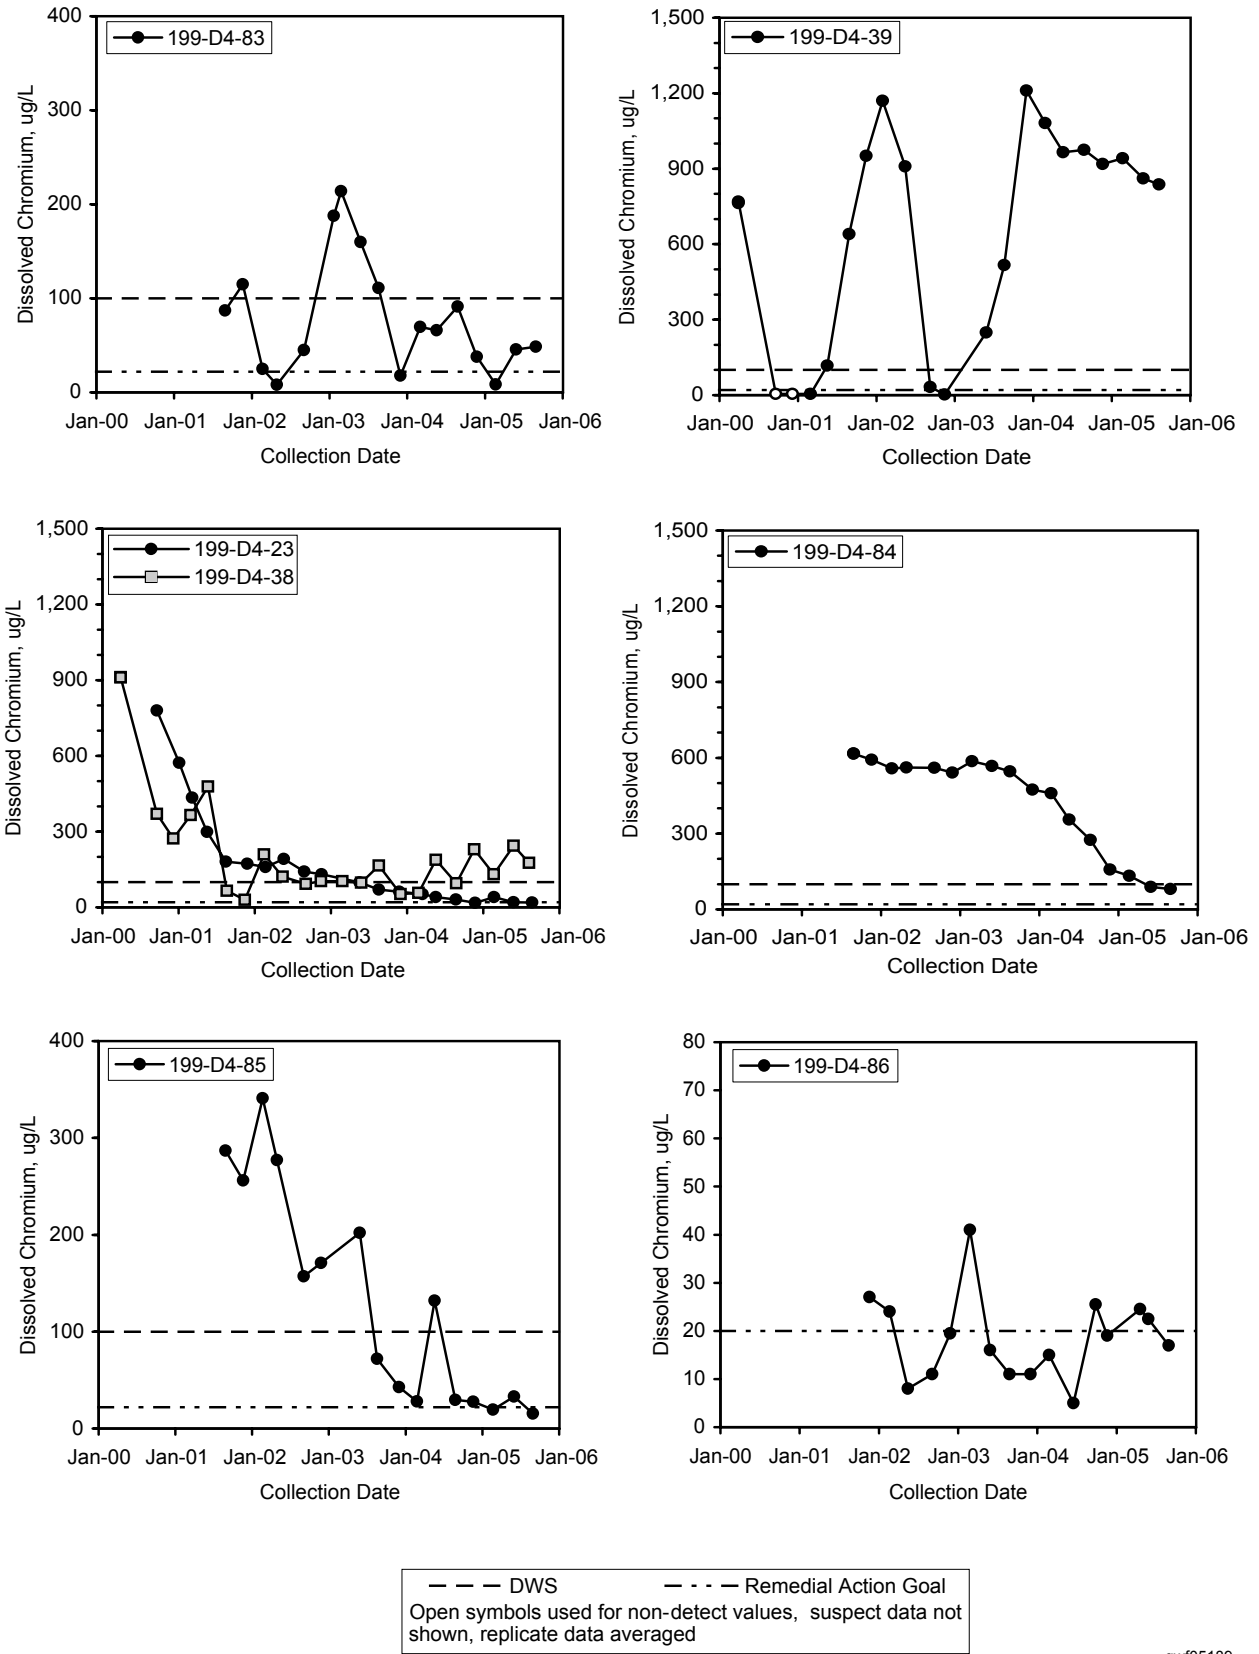 199-D4-83
Dissolved Chromium, ug/L
400
300
200
100
0
Jan-00 Jan-01 Jan-02 Jan-03 Jan-04 Jan-05 Jan-06
Collection Date
199-D4-39
Dissolved Chromium, ug/L
1,500
1,200
900
600
300
0
Jan-00 Jan-01 Jan-02 Jan-03 Jan-04 Jan-05 Jan-06
Collection Date
199-D4-23
199-D4-38
Dissolved Chromium, ug/L
1,500
1,200
900
600
300
0
Jan-00 Jan-01 Jan-02 Jan-03 Jan-04 Jan-05 Jan-06
Collection Date
199-D4-84
Dissolved Chromium, ug/L
1,500
1,200
900
600
300
0
Jan-00 Jan-01 Jan-02 Jan-03 Jan-04 Jan-05 Jan-06
Collection Date
199-D4-85
Dissolved Chromium, ug/L
400
300
200
100
0
Jan-00 Jan-01 Jan-02 Jan-03 Jan-04 Jan-05 Jan-06
Collection Date
199-D4-86
Dissolved Chromium, ug/L
80
70
60
50
40
30
20
10
0
Jan-00 Jan-01 Jan-02 Jan-03 Jan-04 Jan-05 Jan-06
Collection Date
DWS Remedial Action Goal
Open symbols used for non-detect values, suspect data not
shown, replicate data averaged